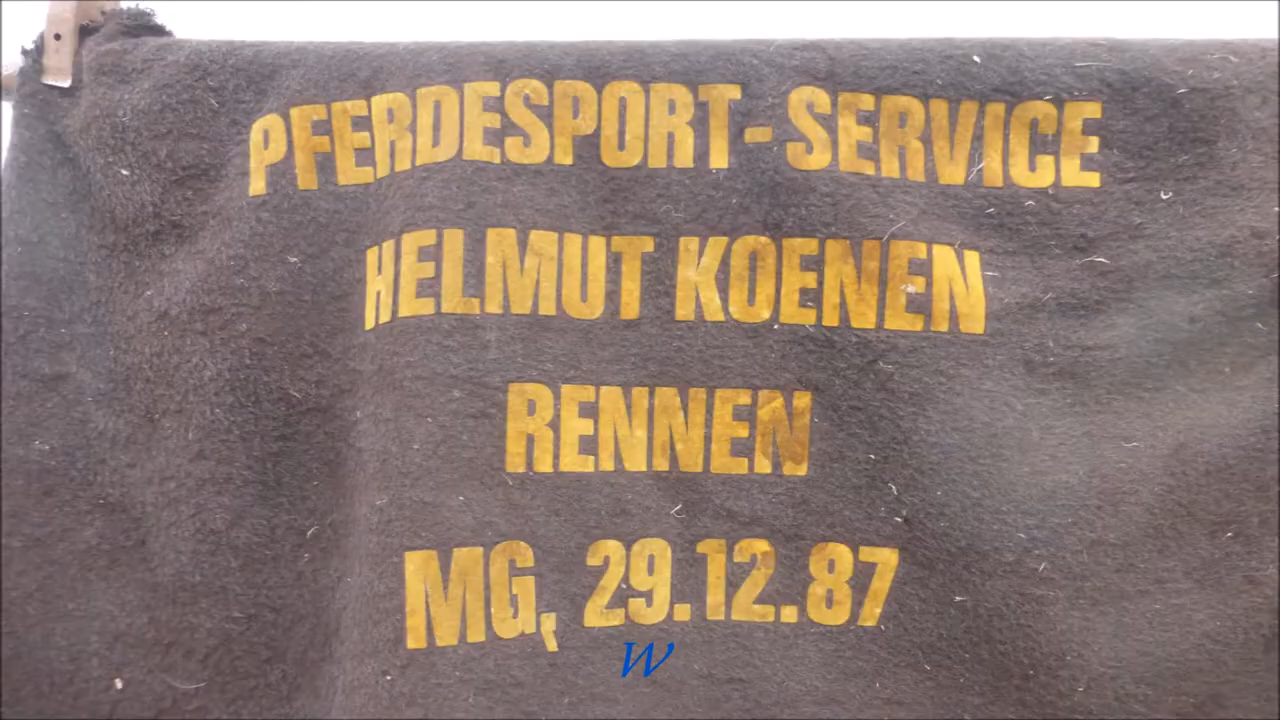 PFERDESPORT-SERVICE
HELMUT KOENEN
RENNEN
MG, 29.12.87
W